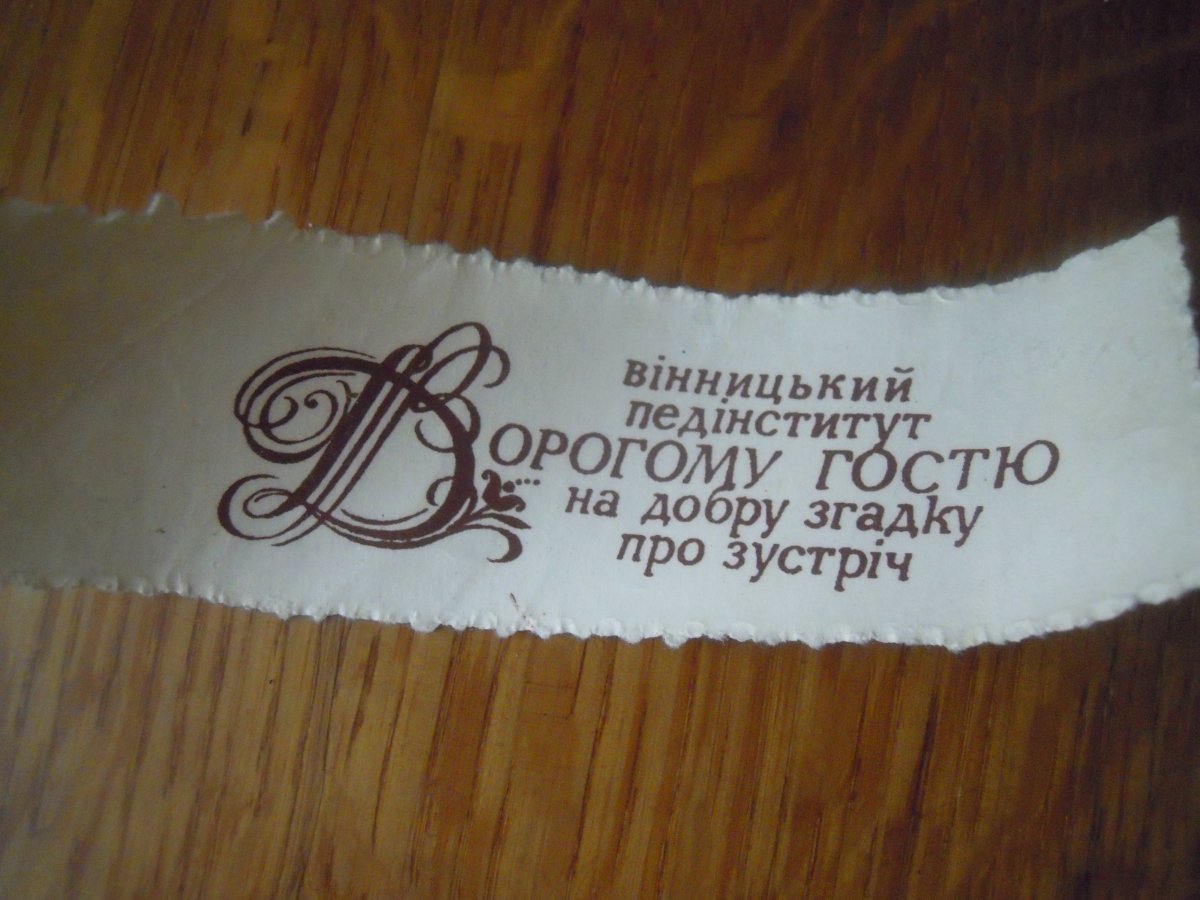 вінницький
педінститут
ДОРОГОМУ ГОСТЮ
на добру згадку
про зустріч